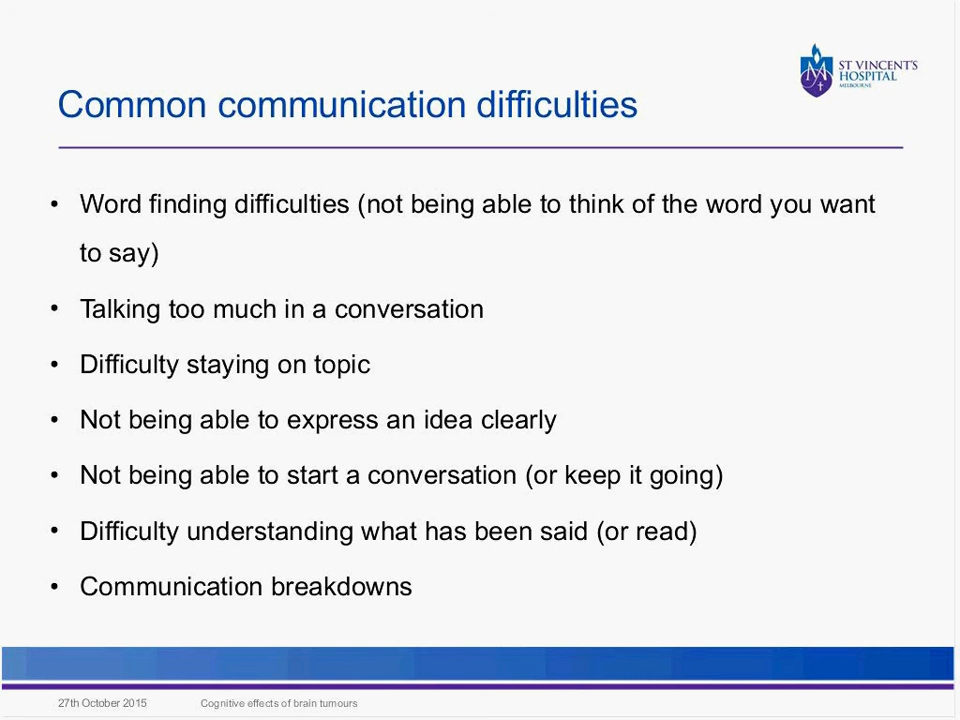 ST VINCENT'S
HOSPITAL
MELBOURNE
Common communication difficulties
• Word finding difficulties (not being able to think of the word you want
to say)
• Talking too much in a conversation
• Difficulty staying on topic
• Not being able to express an idea clearly
• Not being able to start a conversation (or keep it going)
• Difficulty understanding what has been said (or read)
• Communication breakdowns
27th October 2015 Cognitive effects of brain tumours